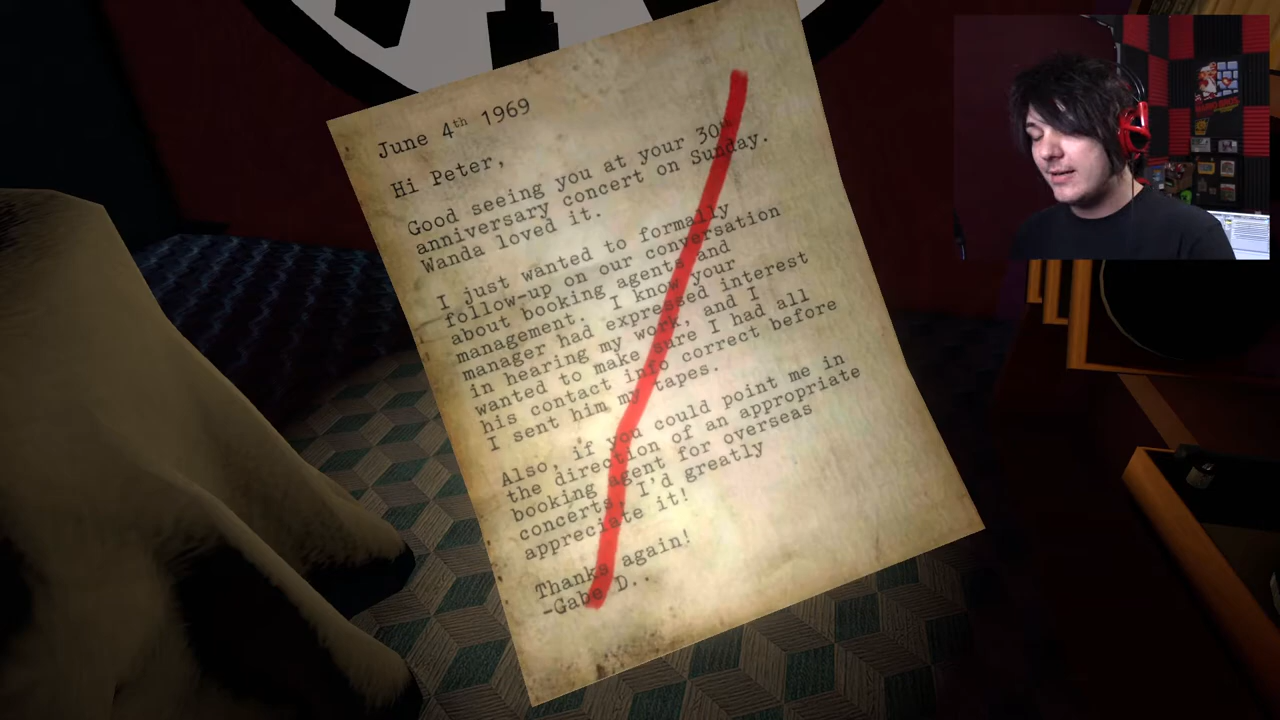 June 4th 1969
Hi Peter,
Good seeing you at your 30th
anniversary concert on Sunday.
Wanda loved it.
I just wanted to formally
follow-up on our conversation
about booking agents and
management. I know your
manager had expressed interest
in hearing my work, and I
wanted to make sure I had all
his contact info correct before
I sent him my tapes.
Also, if you could point me in
the direction of an appropriate
booking agent for overseas
concerts, I'd greatly
appreciate it!
Thanks again!
-Gabe D..